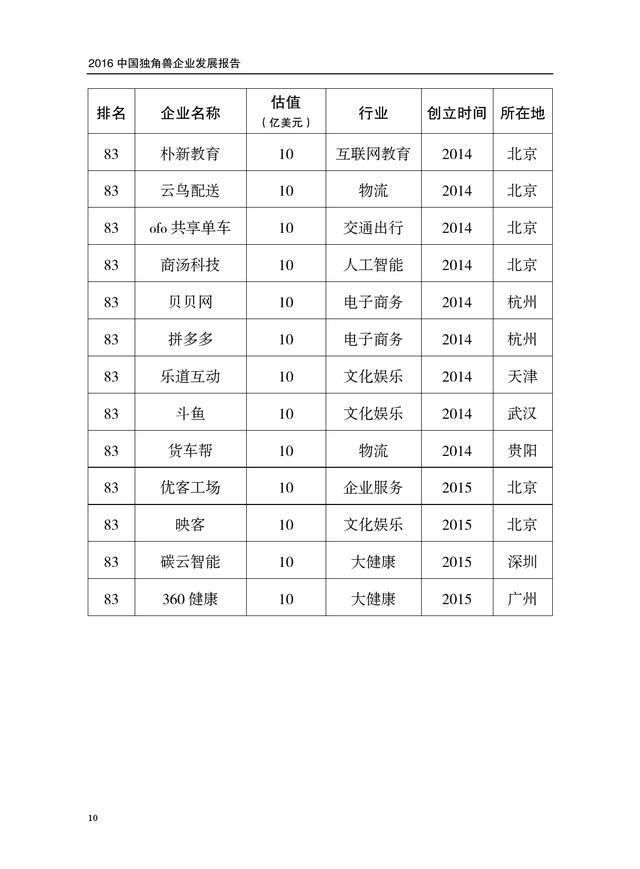 2016 中国独角兽企业发展报告
排名 企业名称 估值（亿美元） 行业 创立时间 所在地
83 朴新教育 10 互联网教育 2014 北京
83 云鸟配送 10 物流 2014 北京
83 ofo 共享单车 10 交通出行 2014 北京
83 商汤科技 10 人工智能 2014 北京
83 贝贝网 10 电子商务 2014 杭州
83 拼多多 10 电子商务 2014 杭州
83 乐道互动 10 文化娱乐 2014 天津
83 斗鱼 10 文化娱乐 2014 武汉
83 货车帮 10 物流 2014 贵阳
83 优客工场 10 企业服务 2015 北京
83 映客 10 文化娱乐 2015 北京
83 碳云智能 10 大健康 2015 深圳
83 360 健康 10 大健康 2015 广州
10